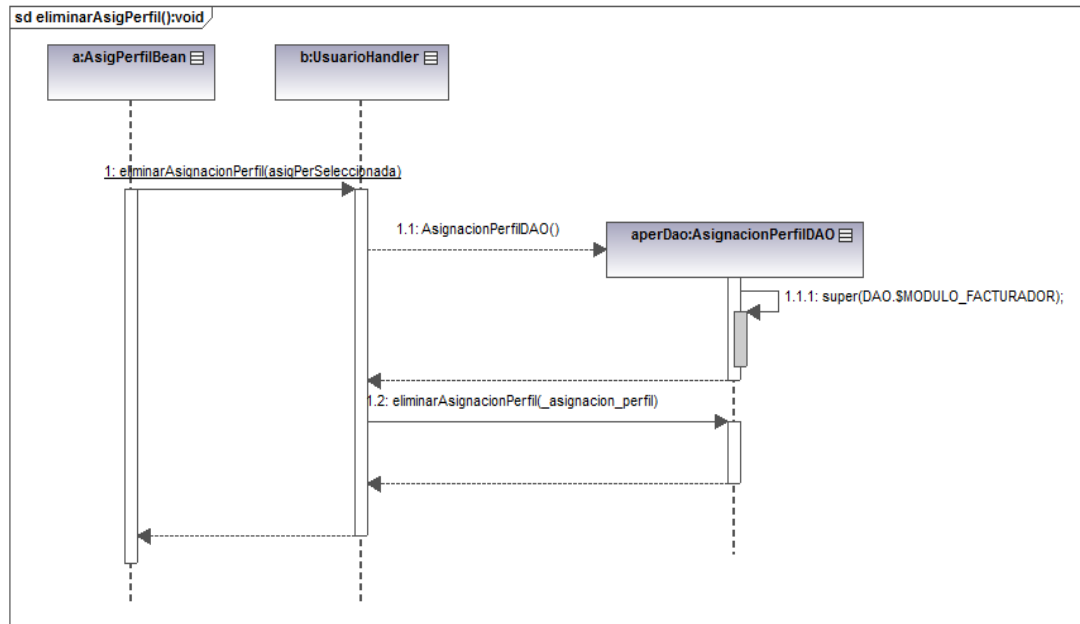 sd eliminarAsigPerfil():void
a:AsigPerfilBean
b:UsuarioHandler
1: eliminarAsignacionPerfil(asigPerSeleccionada)
1.1: AsignacionPerfilDAO()
aperDao:AsignacionPerfilDAO
1.1.1: super(DAO.$MODULO_FACTURADOR);
1.2: eliminarAsignacionPerfil(_asignacion_perfil)